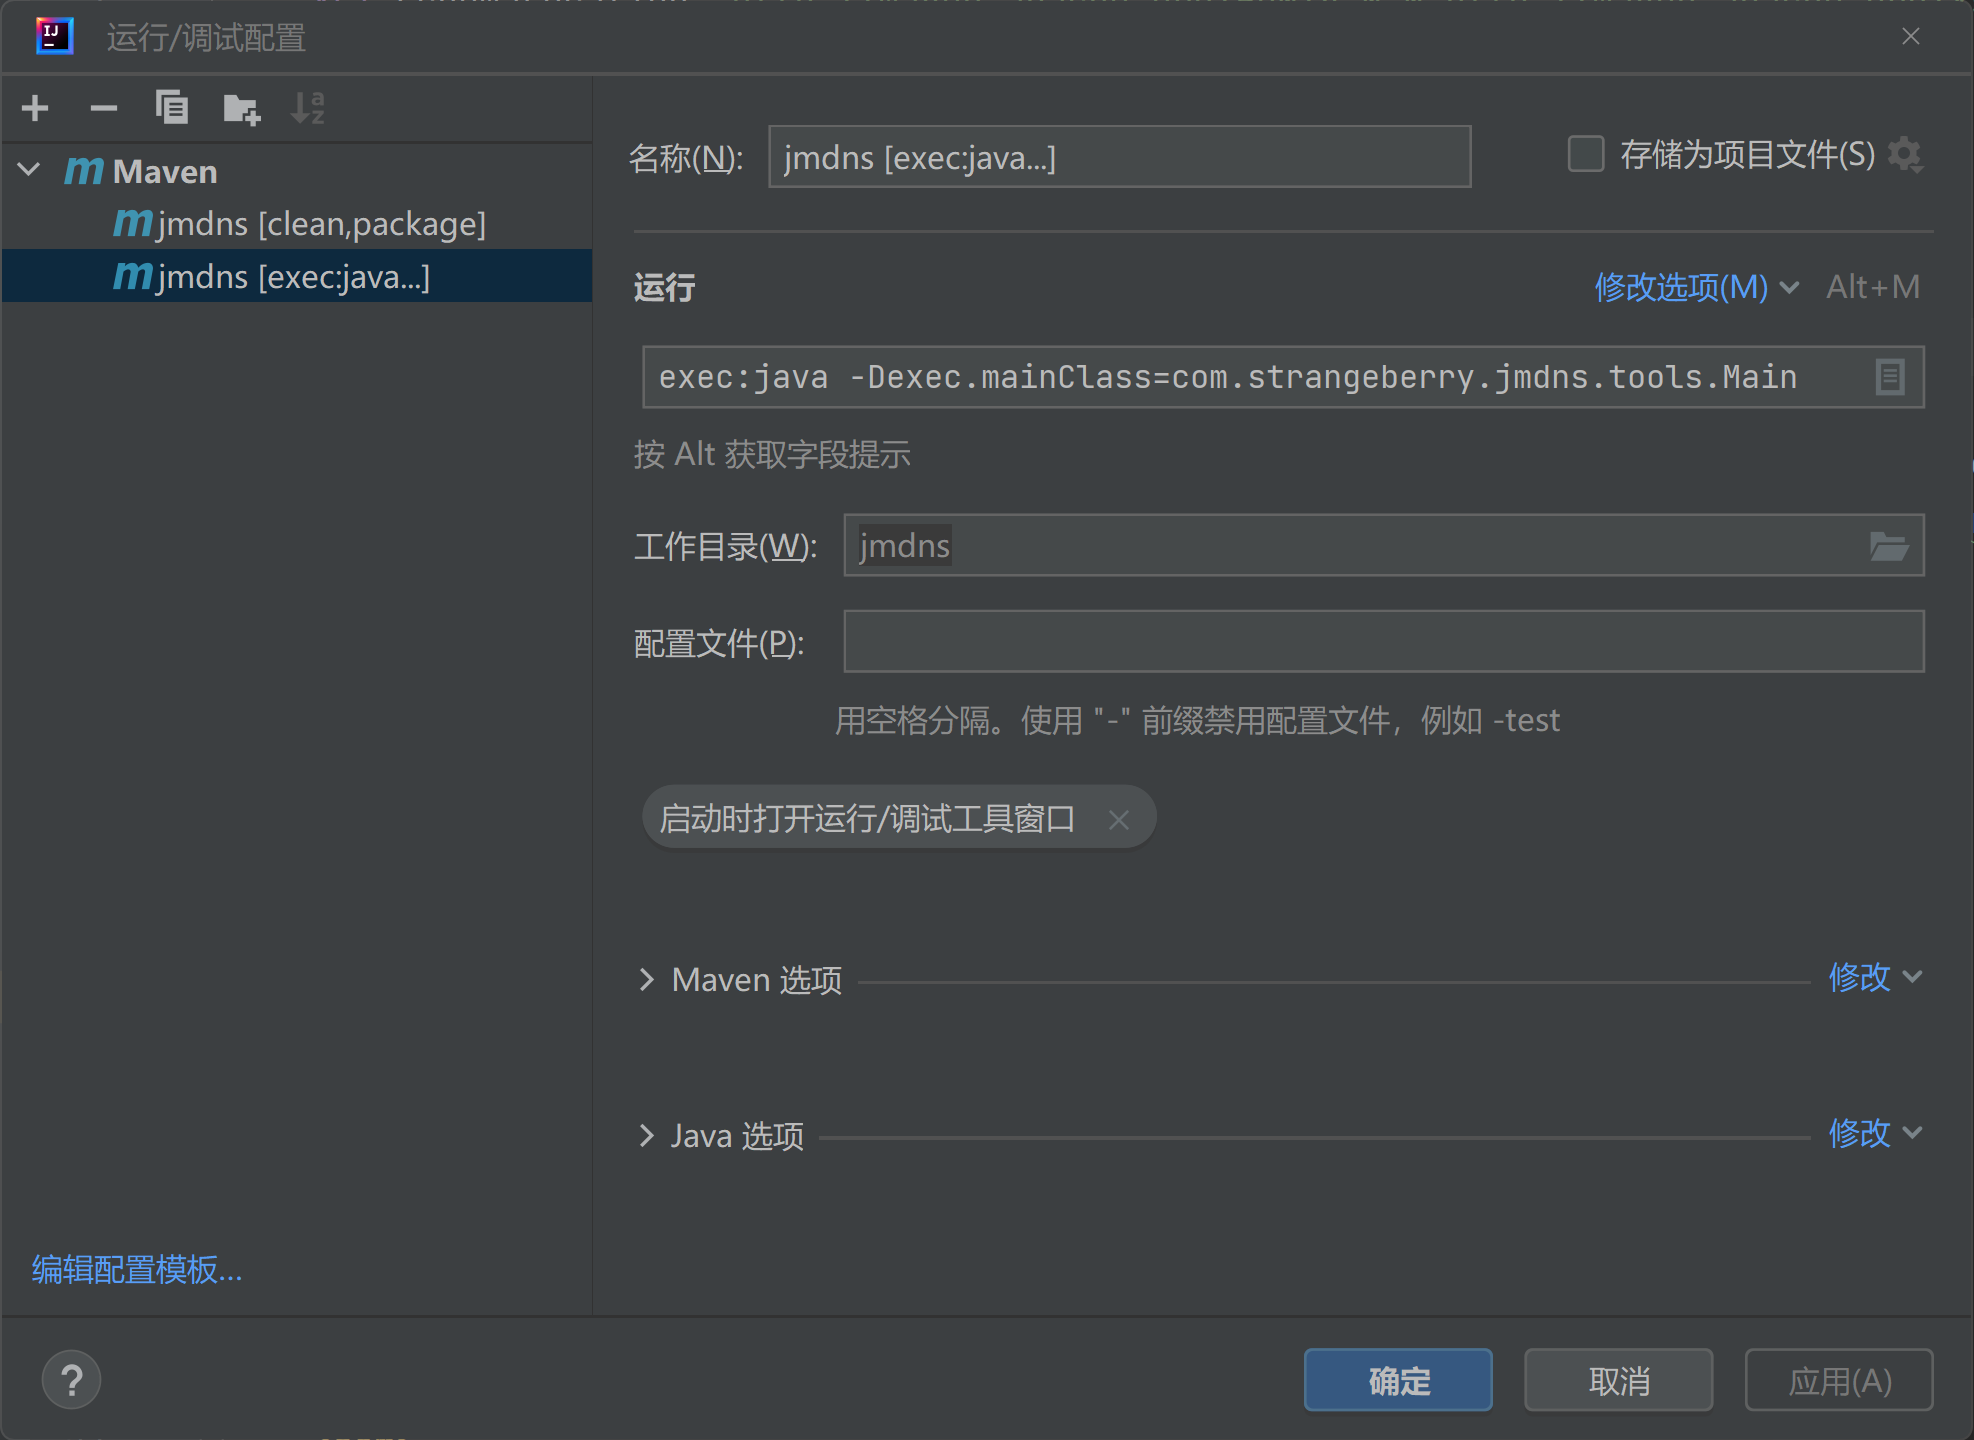 运行/调试配置
Maven
jmdns [clean,package]
jmdns [exec:java...]
编辑配置模板...
名称(N):
jmdns [exec:java...]
存储为项目文件(S)
运行
修改选项(M)
Alt+M
exec:java -Dexec.mainClass=com.strangeberry.jmdns.tools.Main
按 Alt 获取字段提示
工作目录(W):
jmdns
配置文件(P):
用空格分隔。使用 "-" 前缀禁用配置文件，例如 -test
启动时打开运行/调试工具窗口
Maven 选项
修改
Java 选项
修改
?
确定
取消
应用(A)